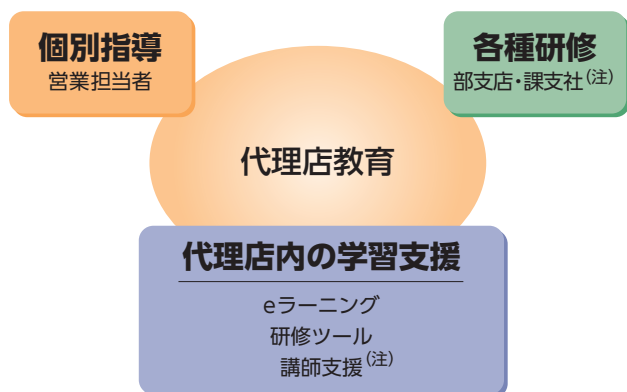 個別指導
営業担当者
各種研修
部支店・課支社(注)
代理店教育
代理店内の学習支援
eラーニング
研修ツール
講師支援(注)